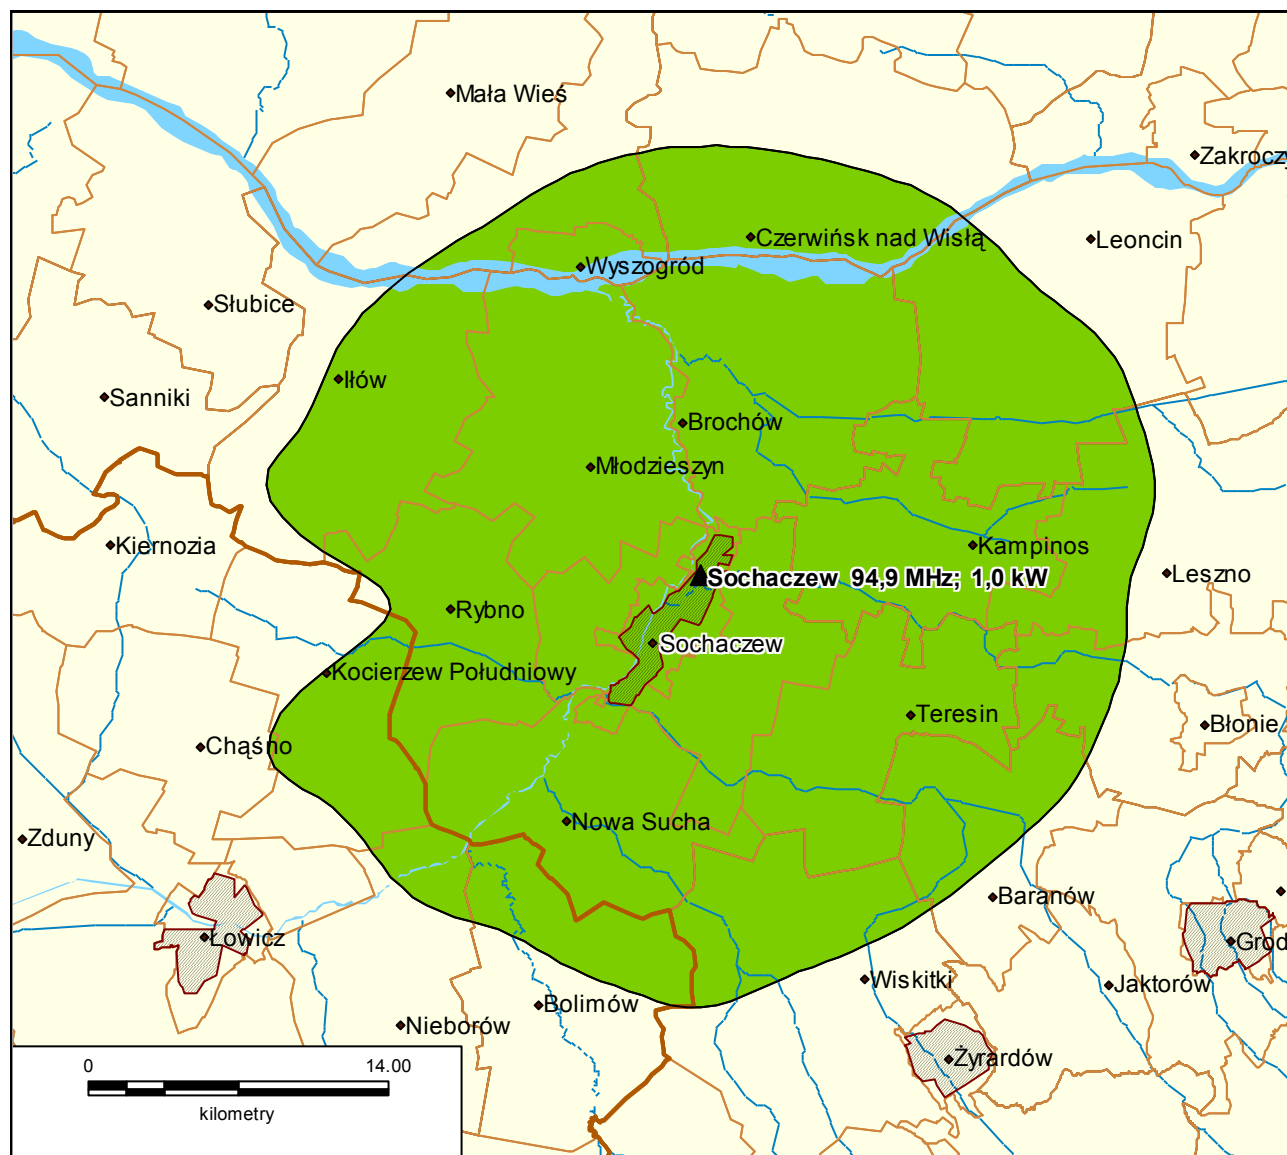 Mała Wieś
Zakroczy
Czerwińsk nad Wisłą
Leoncin
Wyszogród
Słubice
Iłów
Sanniki
Brochów
Młodzieszyn
Kiernozia
Kampinos
Leszno
Sochaczew 94,9 MHz; 1,0 kW
Rybno
Sochaczew
Kocierzew Południowy
Teresin
Błonie
Chąśno
Nowa Sucha
Zduny
Baranów
Łowicz
Grod
Wiskitki
Jaktorów
Bolimów
Nieborów
Żyrardów
0 14.00
kilometry